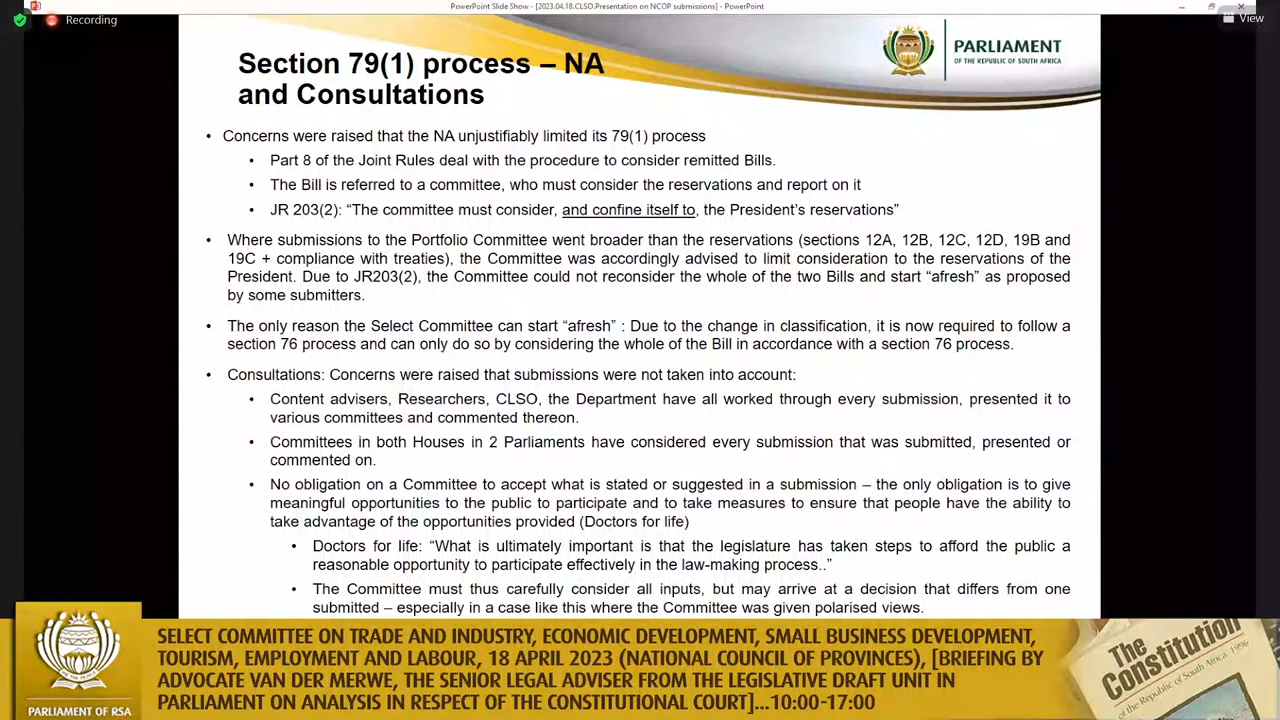 PowerPoint Slide Show - [2023.04.18.CLSO.Presentation on NCOP submissions] - PowerPoint
Recording
View
Section 79(1) process – NA
and Consultations
PARLIAMENT
OF THE REPUBLIC OF SOUTH AFRICA
• Concerns were raised that the NA unjustifiably limited its 79(1) process
• Part 8 of the Joint Rules deal with the procedure to consider remitted Bills.
• The Bill is referred to a committee, who must consider the reservations and report on it
• JR 203(2): “The committee must consider, and confine itself to, the President’s reservations”
• Where submissions to the Portfolio Committee went broader than the reservations (sections 12A, 12B, 12C, 12D, 19B and
19C + compliance with treaties), the Committee was accordingly advised to limit consideration to the reservations of the
President. Due to JR203(2), the Committee could not reconsider the whole of the two Bills and start “afresh” as proposed
by some submitters.
• The only reason the Select Committee can start “afresh” : Due to the change in classification, it is now required to follow a
section 76 process and can only do so by considering the whole of the Bill in accordance with a section 76 process.
• Consultations: Concerns were raised that submissions were not taken into account:
• Content advisers, Researchers, CLSO, the Department have all worked through every submission, presented it to
various committees and commented thereon.
• Committees in both Houses in 2 Parliaments have considered every submission that was submitted, presented or
commented on.
• No obligation on a Committee to accept what is stated or suggested in a submission – the only obligation is to give
meaningful opportunities to the public to participate and to take measures to ensure that people have the ability to
take advantage of the opportunities provided (Doctors for life)
• Doctors for life: “What is ultimately important is that the legislature has taken steps to afford the public a
reasonable opportunity to participate effectively in the law-making process..”
• The Committee must thus carefully consider all inputs, but may arrive at a decision that differs from one
submitted – especially in a case like this where the Committee was given polarised views.
SELECT COMMITTEE ON TRADE AND INDUSTRY, ECONOMIC DEVELOPMENT, SMALL BUSINESS DEVELOPMENT,
TOURISM, EMPLOYMENT AND LABOUR, 18 APRIL 2023 (NATIONAL COUNCIL OF PROVINCES), [BRIEFING BY
ADVOCATE VAN DER MERWE, THE SENIOR LEGAL ADVISER FROM THE LEGISLATIVE DRAFT UNIT IN
PARLIAMENT ON ANALYSIS IN RESPECT OF THE CONSTITUTIONAL COURT]...10:00-17:00
PARLIAMENT OF RSA
The
Constitution
of the Republic of South Africa, 1996